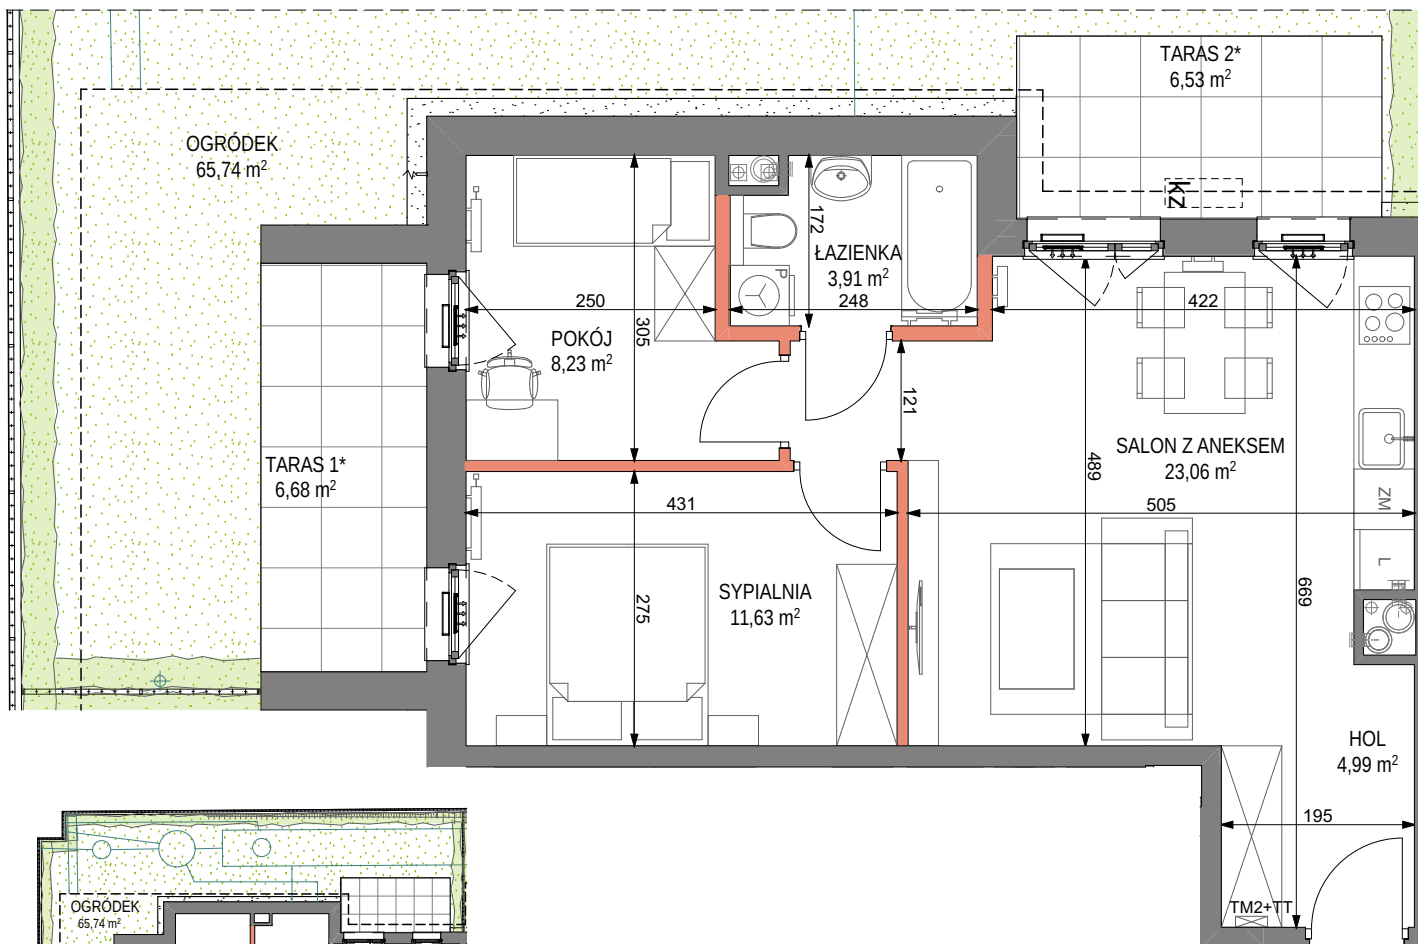 TARAS 2*
6,53 m²
OGRÓDEK
65,74 m²
kz
172
ŁAZIENKA
3,91 m²
P
250
248
422
305
POKÓJ
8,23 m²
121
TARAS 1*
6,68 m²
SALON Z ANEKSEM
23,06 m²
489
ZM
431
505
L
SYPIALNIA
11,63 m²
275
669
HOL
4,99 m²
195
TM2+TT
OGRÓDEK
65,74 m²